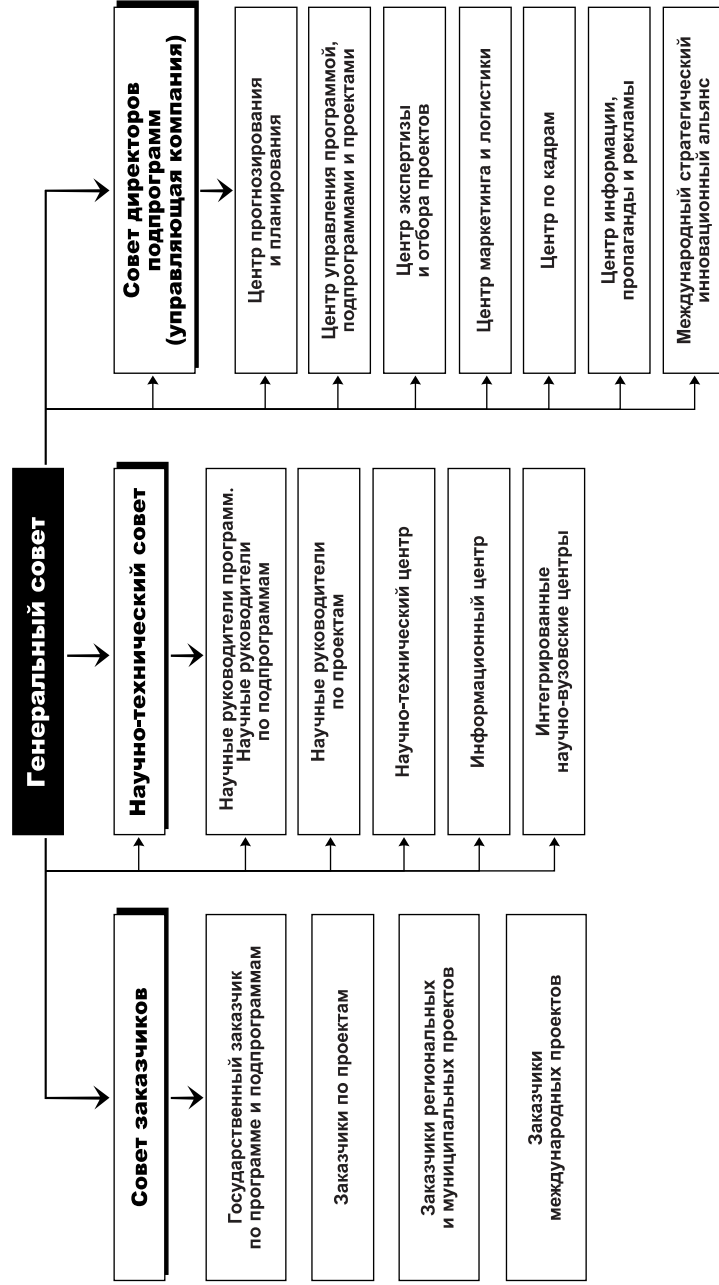 Генеральный совет
Совет заказчиков
Государственный заказчик
по программе и подпрограммам
Заказчики по проектам
Заказчики региональных
и муниципальных проектов
Заказчики
международных проектов
Научно-технический совет
Научные руководители программ.
Научные руководители
по подпрограммам
Научные руководители
по проектам
Научно-технический центр
Информационный центр
Интегрированные
научно-вузовские центры
Совет директоров
подпрограмм
(управляющая компания)
Центр прогнозирования
и планирования
Центр управления программой,
подпрограммами и проектами
Центр экспертизы
и отбора проектов
Центр маркетинга и логистики
Центр по кадрам
Центр информации,
пропаганды и рекламы
Международный стратегический
инновационный альянс